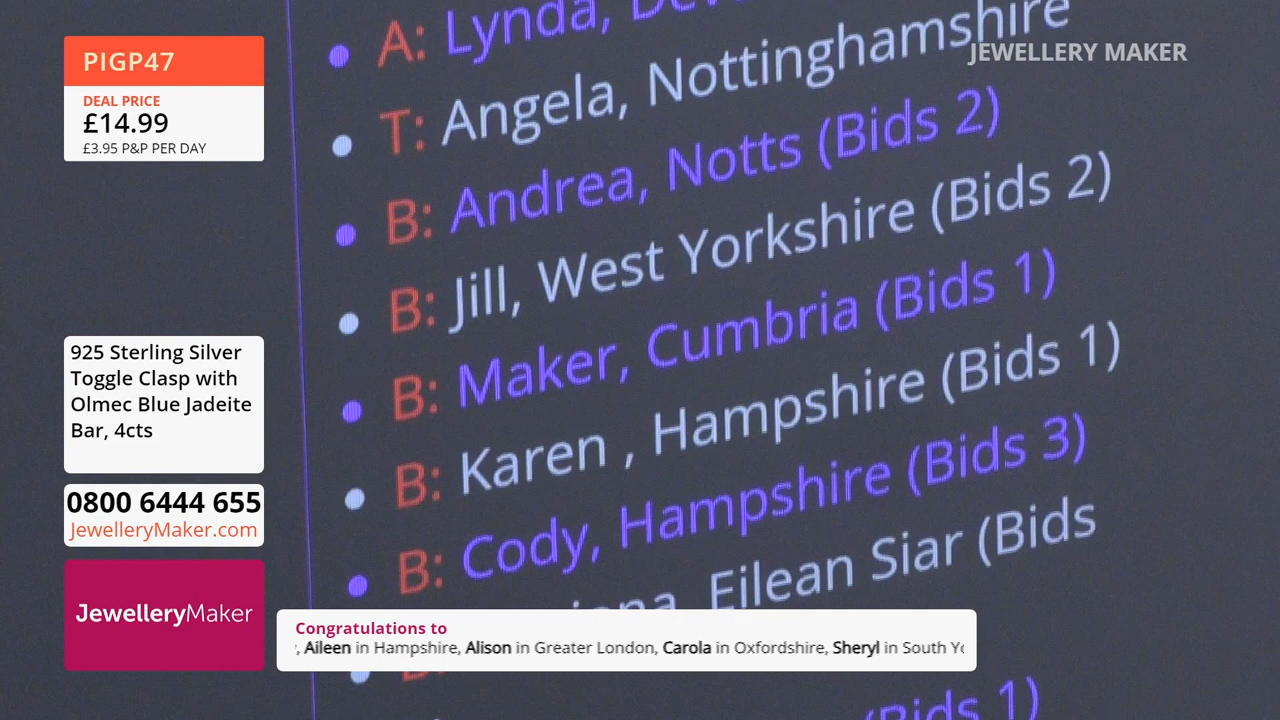 PIGP47
DEAL PRICE
£14.99
£3.95 P&P PER DAY
JEWELLERY MAKER
A: Lynda,
T: Angela, Nottinghamshire
B: Andrea, Notts (Bids 2)
B: Jill, West Yorkshire (Bids 2)
B: Maker, Cumbria (Bids 1)
B: Karen , Hampshire (Bids 1)
B: Cody, Hampshire (Bids 3)
Eilean Siar (Bids
(Bids 1)
925 Sterling Silver
Toggle Clasp with
Olmec Blue Jadeite
Bar, 4cts
0800 6444 655
JewelleryMaker.com
JewelleryMaker
Congratulations to
, Aileen in Hampshire, Alison in Greater London, Carola in Oxfordshire, Sheryl in South